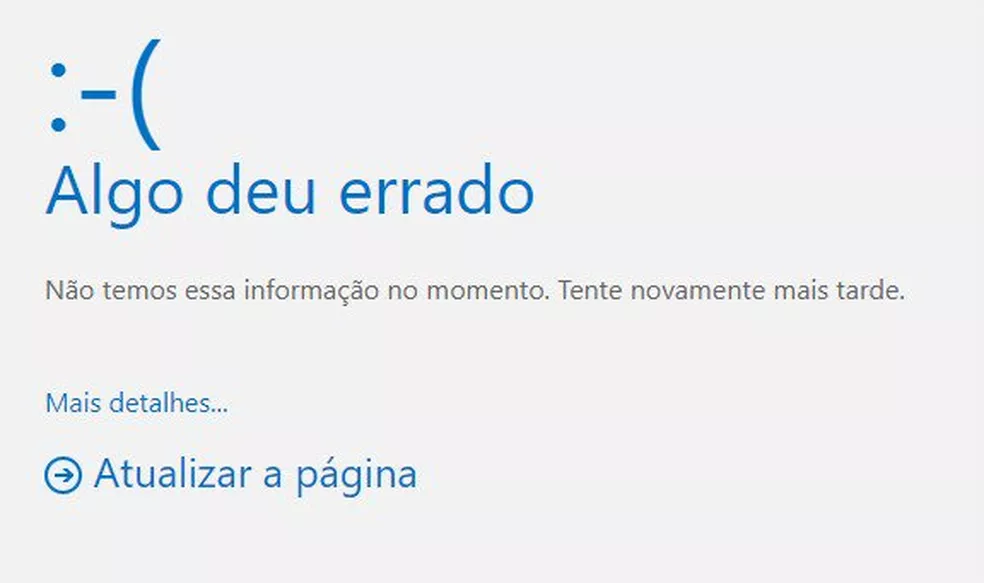 :-(
Algo deu errado
Não temos essa informação no momento. Tente novamente mais tarde.
Mais detalhes...
Atualizar a página